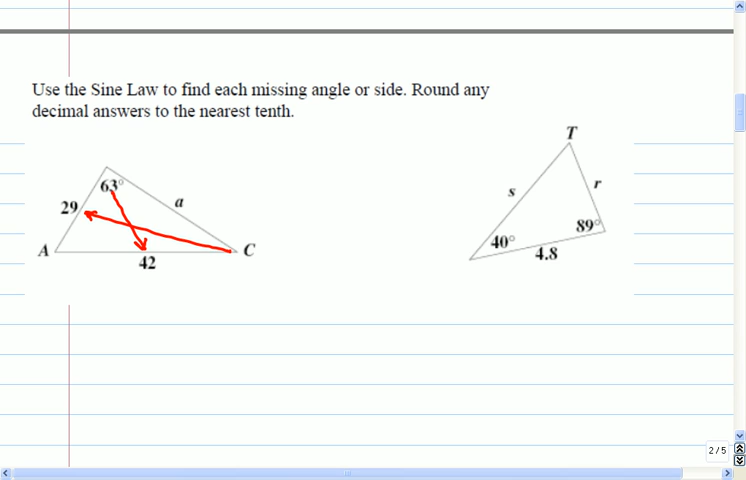 Use the Sine Law to find each missing angle or side. Round any
decimal answers to the nearest tenth.
63°
29
a
A
C
42
T
s
r
89°
40°
4.8
2 / 5